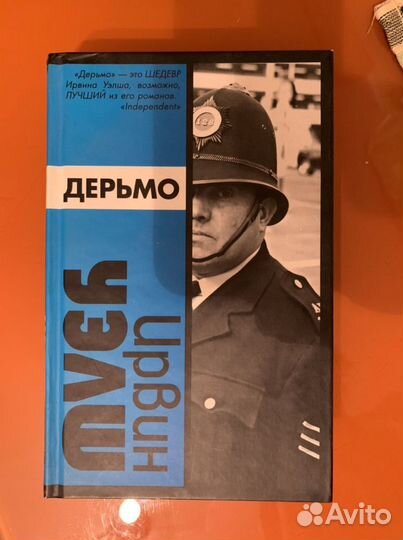 «Дерьмо» — это ШЕДЕВР
Ирвина Уэлша, возможно,
ЛУЧШИЙ из его романов.
«Independent»
ДЕРЬМО
ирвин
уэлш
Avito